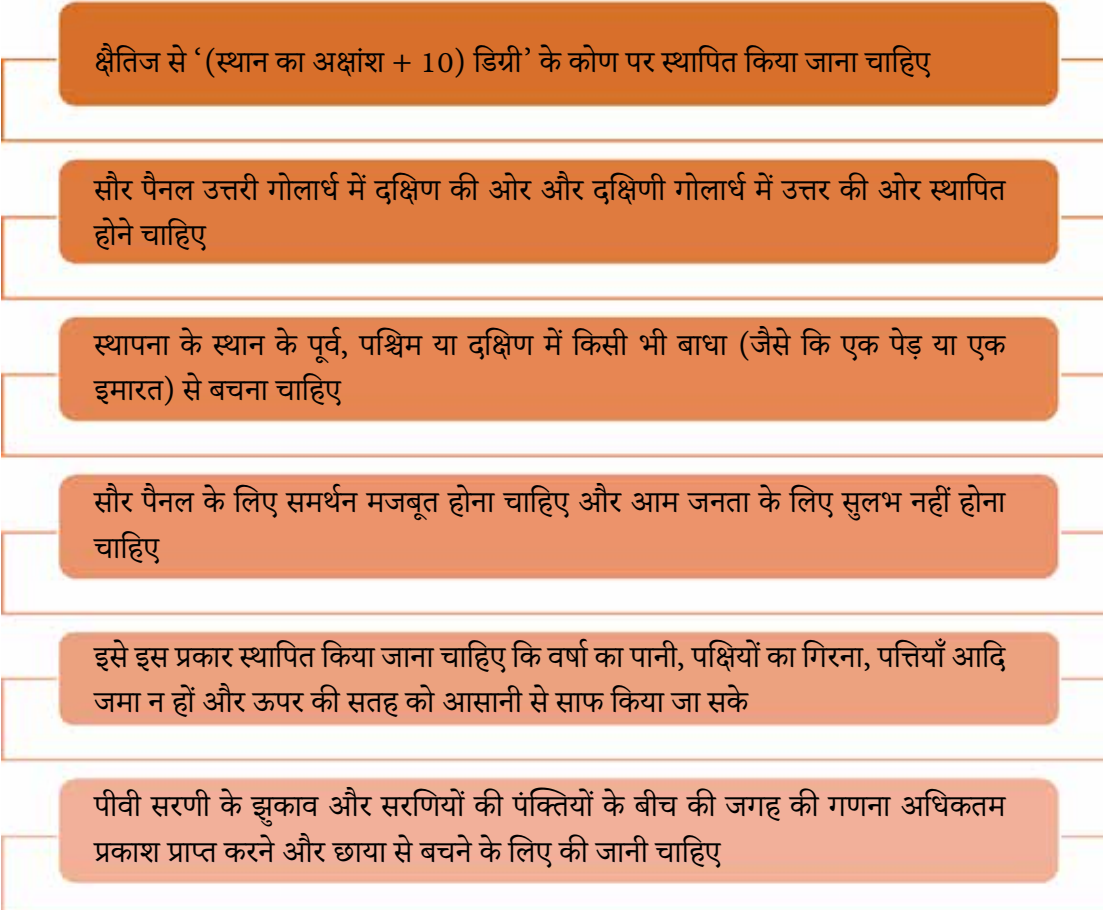 क्षैतिज से ‘(स्थान का अक्षांश + 10) डिग्री’ के कोण पर स्थापित किया जाना चाहिए
सौर पैनल उत्तरी गोलार्ध में दक्षिण की ओर और दक्षिणी गोलार्ध में उत्तर की ओर स्थापित
होने चाहिए
स्थापना के स्थान के पूर्व, पश्चिम या दक्षिण में किसी भी बाधा (जैसे कि एक पेड़ या एक
इमारत) से बचना चाहिए
सौर पैनल के लिए समर्थन मजबूत होना चाहिए और आम जनता के लिए सुलभ नहीं होना
चाहिए
इसे इस प्रकार स्थापित किया जाना चाहिए कि वर्षा का पानी, पक्षियों का गिरना, पत्तियाँ आदि
जमा न हों और ऊपर की सतह को आसानी से साफ किया जा सके
पीवी सरणी के झुकाव और सरणियों की पंक्तियों के बीच की जगह की गणना अधिकतम
प्रकाश प्राप्त करने और छाया से बचने के लिए की जानी चाहिए